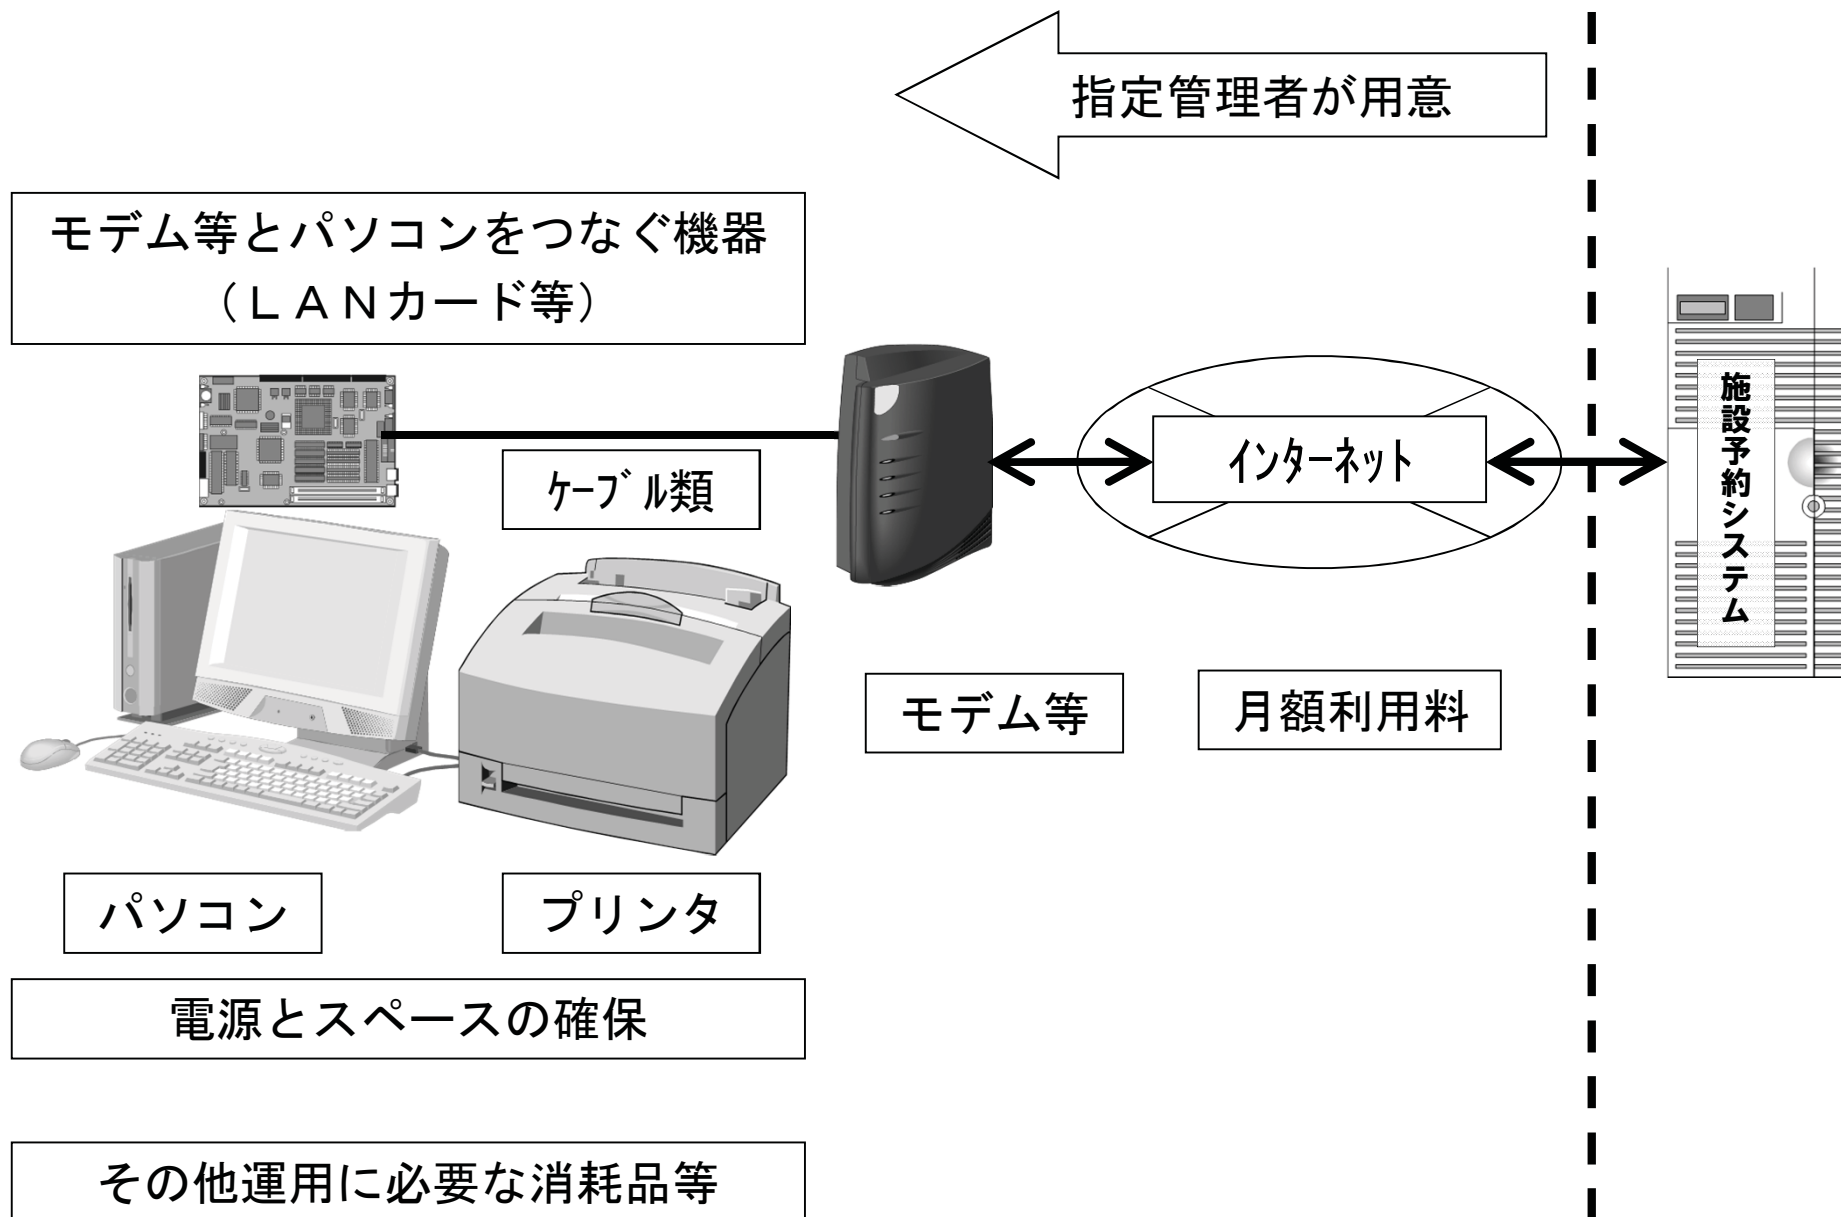 指定管理者が用意
モデム等とパソコンをつなぐ機器
(ＬＡＮカード等)
ｹｰﾌﾞﾙ類
インターネット
施設予約システム
モデム等
月額利用料
パソコン
プリンタ
電源とスペースの確保
その他運用に必要な消耗品等